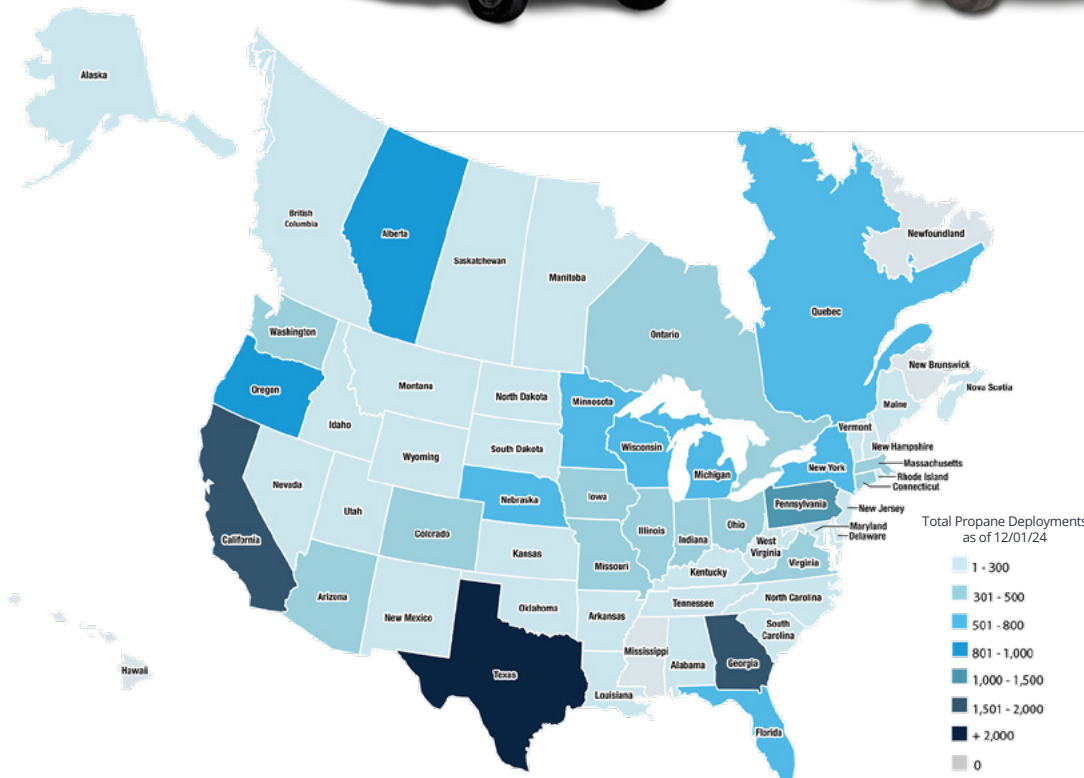 Alaska
British
Columbia
Alberta
Saskatchewan
Manitoba
Ontario
Quebec
Newfoundland
New Brunswick
Nova Scotia
Washington
Oregon
Montana
North Dakota
Minnesota
Idaho
Wyoming
South Dakota
Wisconsin
Michigan
Maine
Vermont
New Hampshire
New York
Massachusetts
Rhode Island
Connecticut
Nevada
Utah
Nebraska
Iowa
Pennsylvania
New Jersey
California
Colorado
Kansas
Illinois
Indiana
Ohio
West
Virginia
Maryland
Delaware
Missouri
Kentucky
Virginia
Arizona
New Mexico
Oklahoma
Arkansas
Tennessee
North Carolina
South
Carolina
Hawaii
Texas
Mississippi
Alabama
Georgia
Louisiana
Florida
Total Propane Deployments
as of 12/01/24
1 - 300
301 - 500
501 - 800
801 - 1,000
1,000 - 1,500
1,501 - 2,000
+ 2,000
0